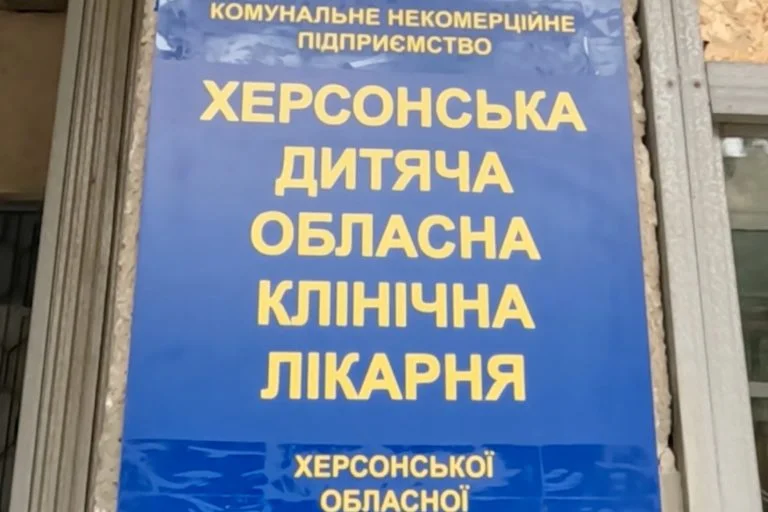 КОМУНАЛЬНЕ НЕКОМЕРЦІЙНЕ
ПІДПРИЄМСТВО
ХЕРСОНСЬКА
ДИТЯЧА
ОБЛАСНА
КЛІНІЧНА
ЛІКАРНЯ
ХЕРСОНСЬКОЇ
ОБЛАСНОЇ